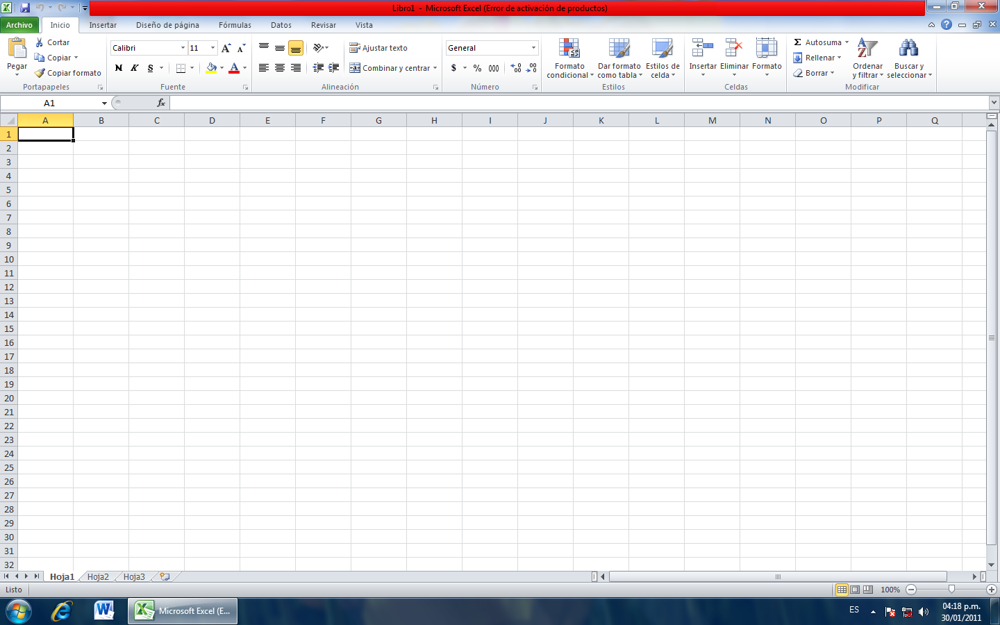 Libro1 - Microsoft Excel (Error de activación de productos)
Archivo Inicio Insertar Diseño de página Fórmulas Datos Revisar Vista
Pegar
Cortar
Copiar
Copiar formato
Portapapeles
Calibri 11
N K S
A
Fuente
Ajustar texto
Combinar y centrar
Alineación
General
$ % 000
Número
Formato condicional
Dar formato como tabla
Estilos de celda
Estilos
Insertar Eliminar Formato
Celdas
Σ Autosuma
Rellenar
Borrar
Ordenar y filtrar
Buscar y seleccionar
Modificar
A1 fx
A B C D E F G H I J K L M N O P Q
1
2
3
4
5
6
7
8
9
10
11
12
13
14
15
16
17
18
19
20
21
22
23
24
25
26
27
28
29
30
31
32
Hoja1 Hoja2 Hoja3
Listo 100%
Microsoft Excel (E...
ES
04:18 p.m.
30/01/2011